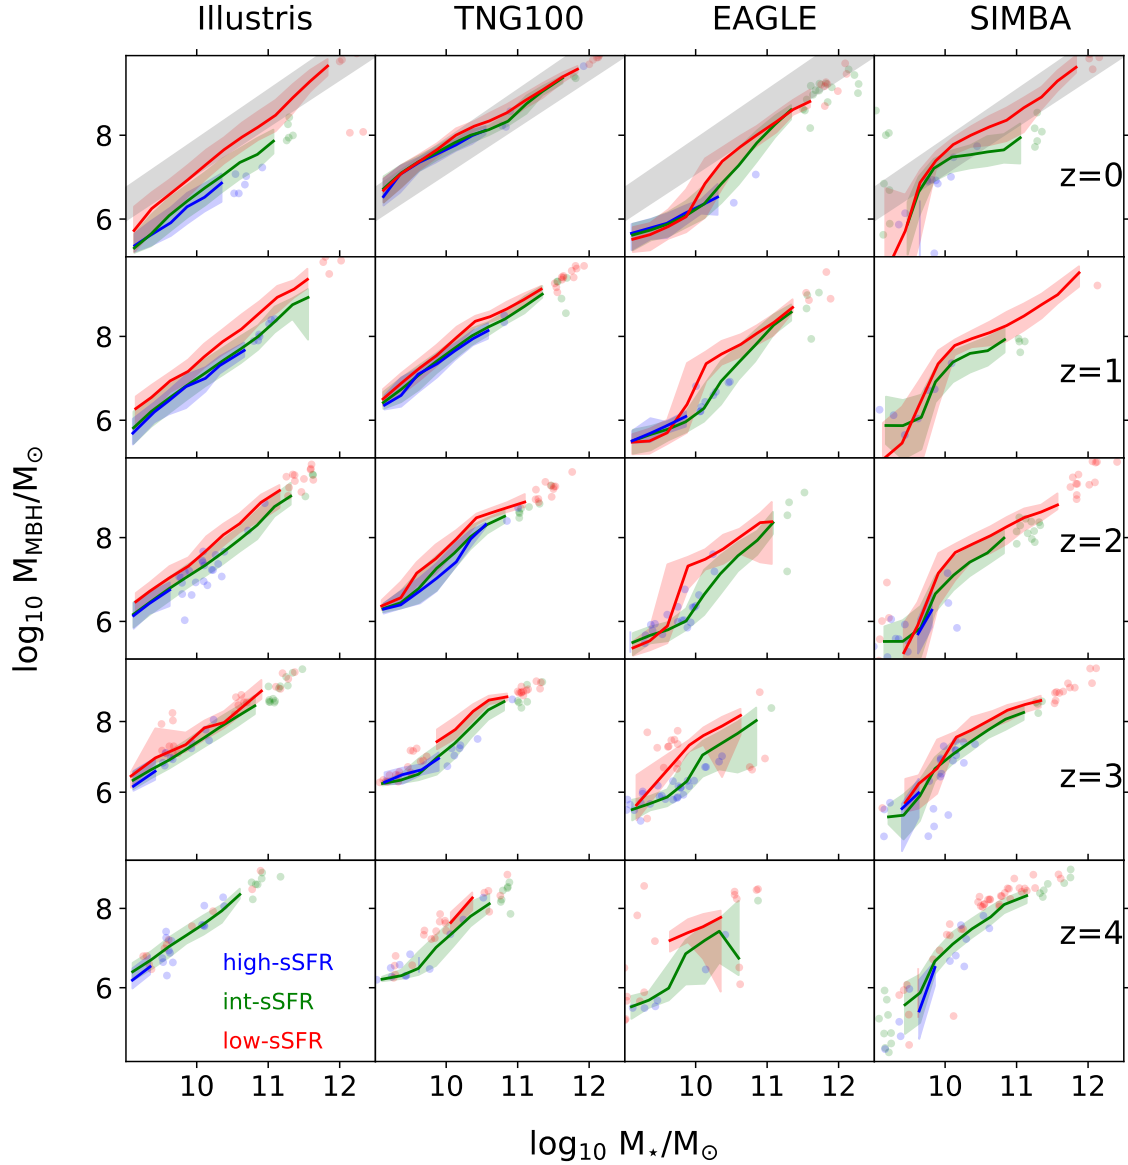 Illustris TNG100 EAGLE SIMBA
8
6
z=0
8
6
z=1
8
6
z=2
8
6
z=3
8
6
z=4
high-sSFR
int-sSFR
low-sSFR
10 11 12 10 11 12 10 11 12 10 11 12
log₁₀ M⋆/M⊙
log₁₀ M_MBH/M⊙